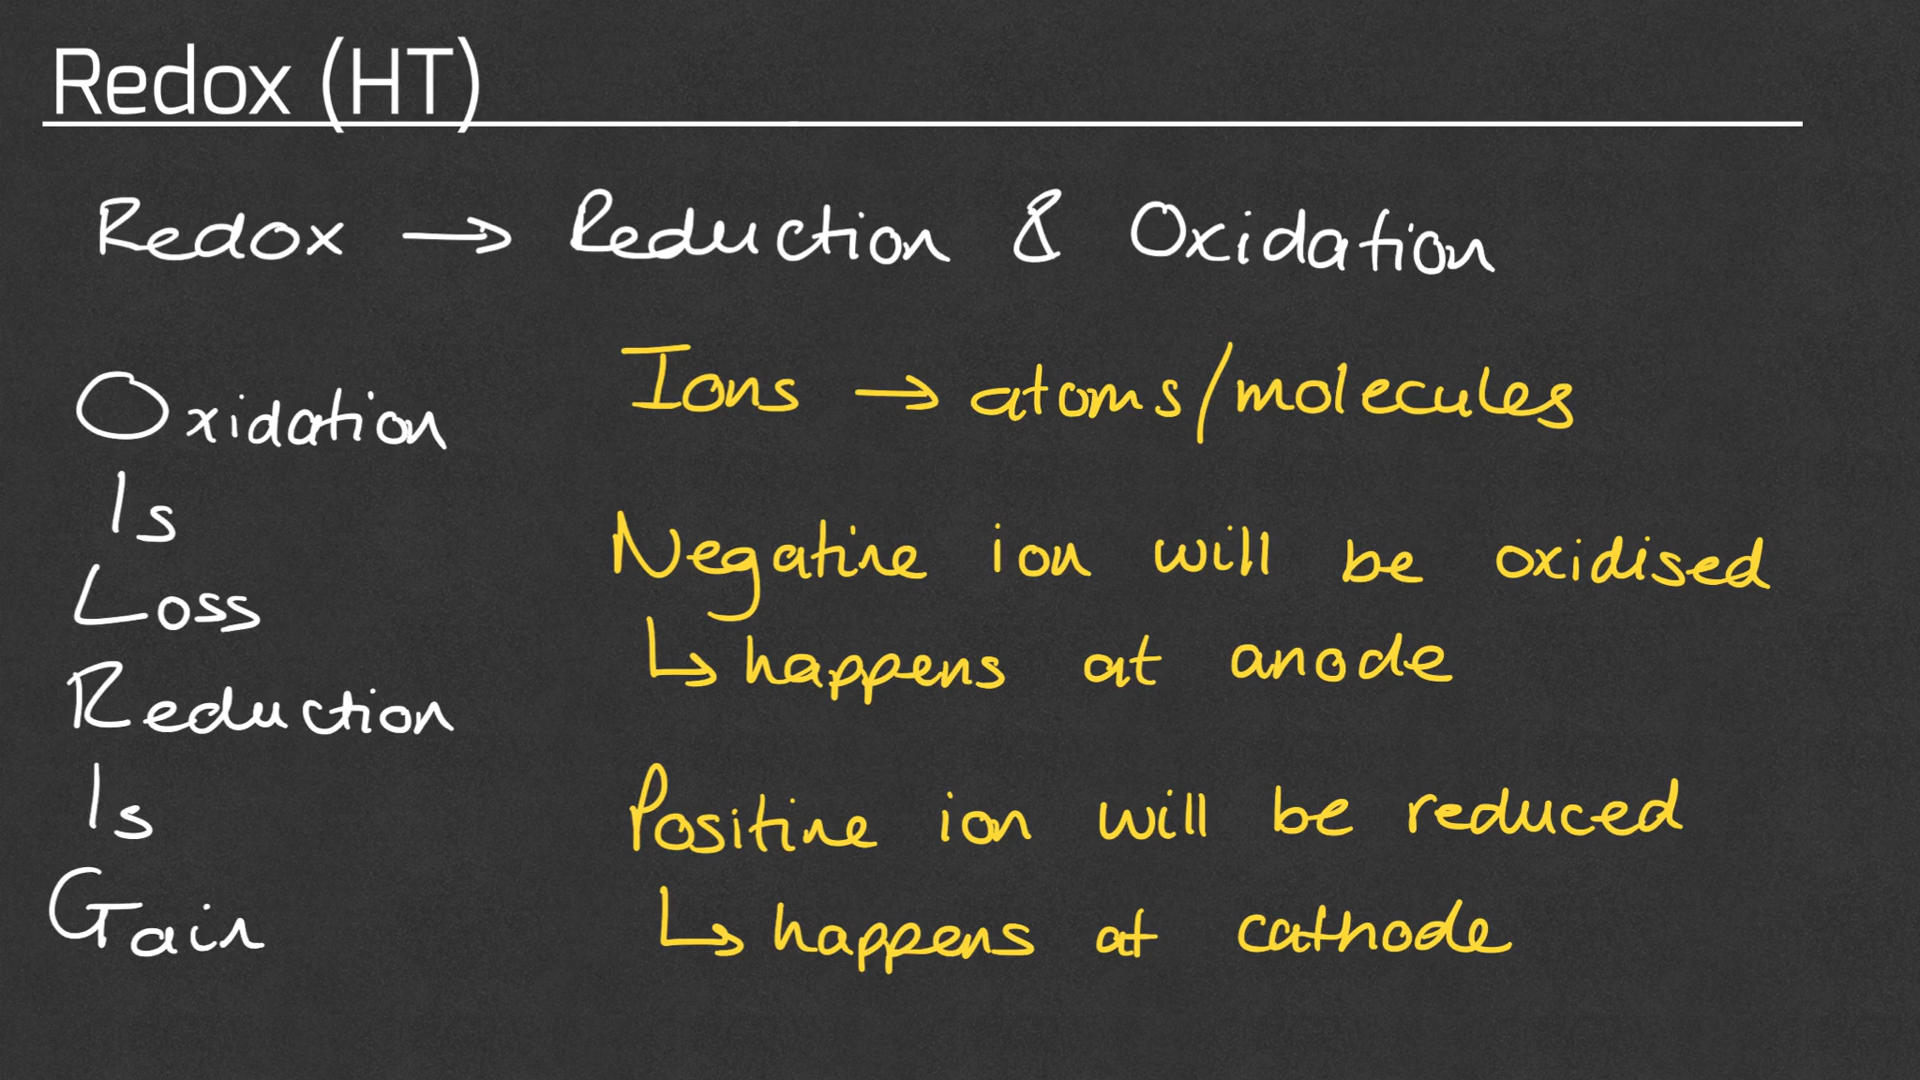 Redox (HT)
Redox → Reduction & Oxidation
Oxidation
Is
Loss
Reduction
Is
Gain
Ions → atoms/molecules
Negative ion will be oxidised
↳ happens at anode
Positive ion will be reduced
↳ happens at cathode